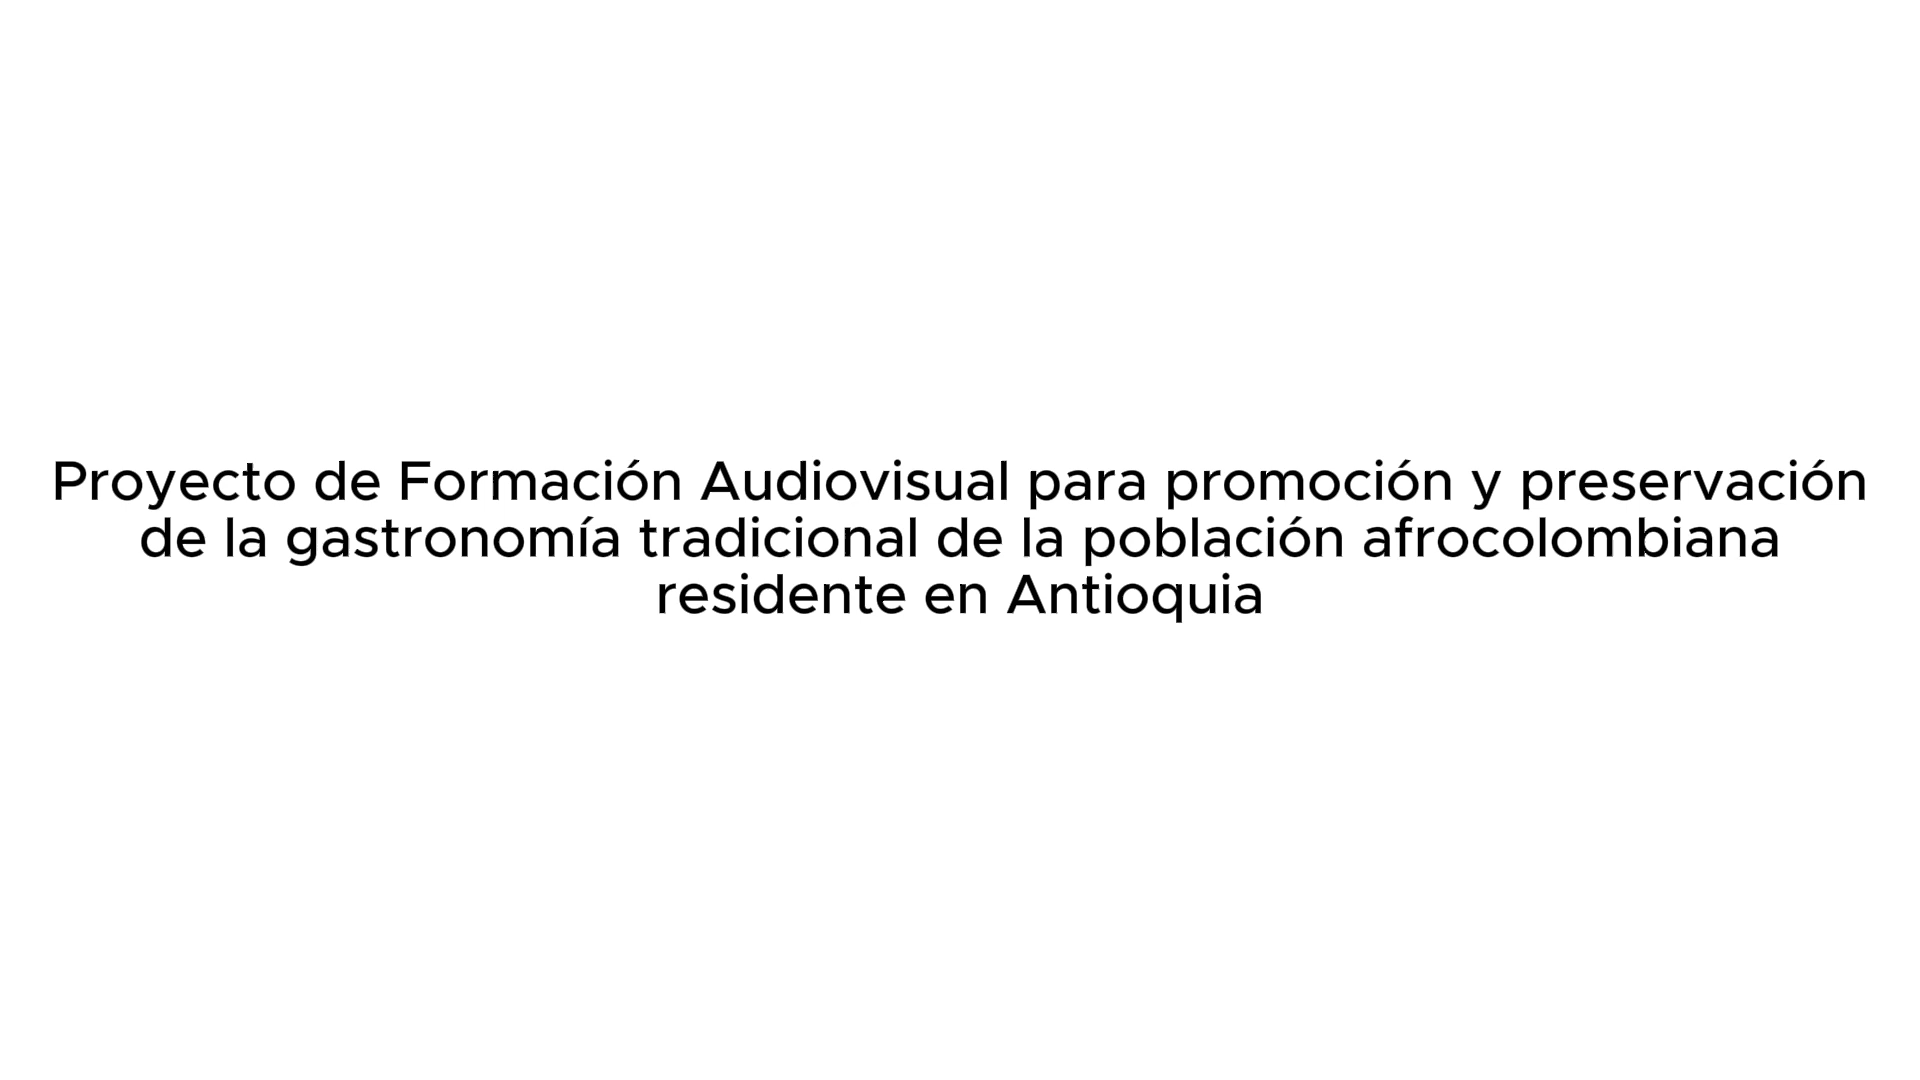 Proyecto de Formación Audiovisual para promoción y preservación
de la gastronomía tradicional de la población afrocolombiana
residente en Antioquia